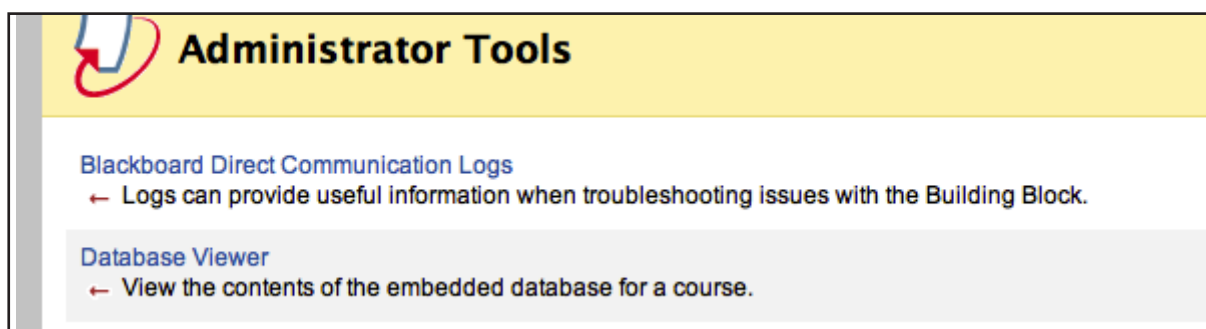 Administrator Tools
Blackboard Direct Communication Logs
← Logs can provide useful information when troubleshooting issues with the Building Block.
Database Viewer
← View the contents of the embedded database for a course.